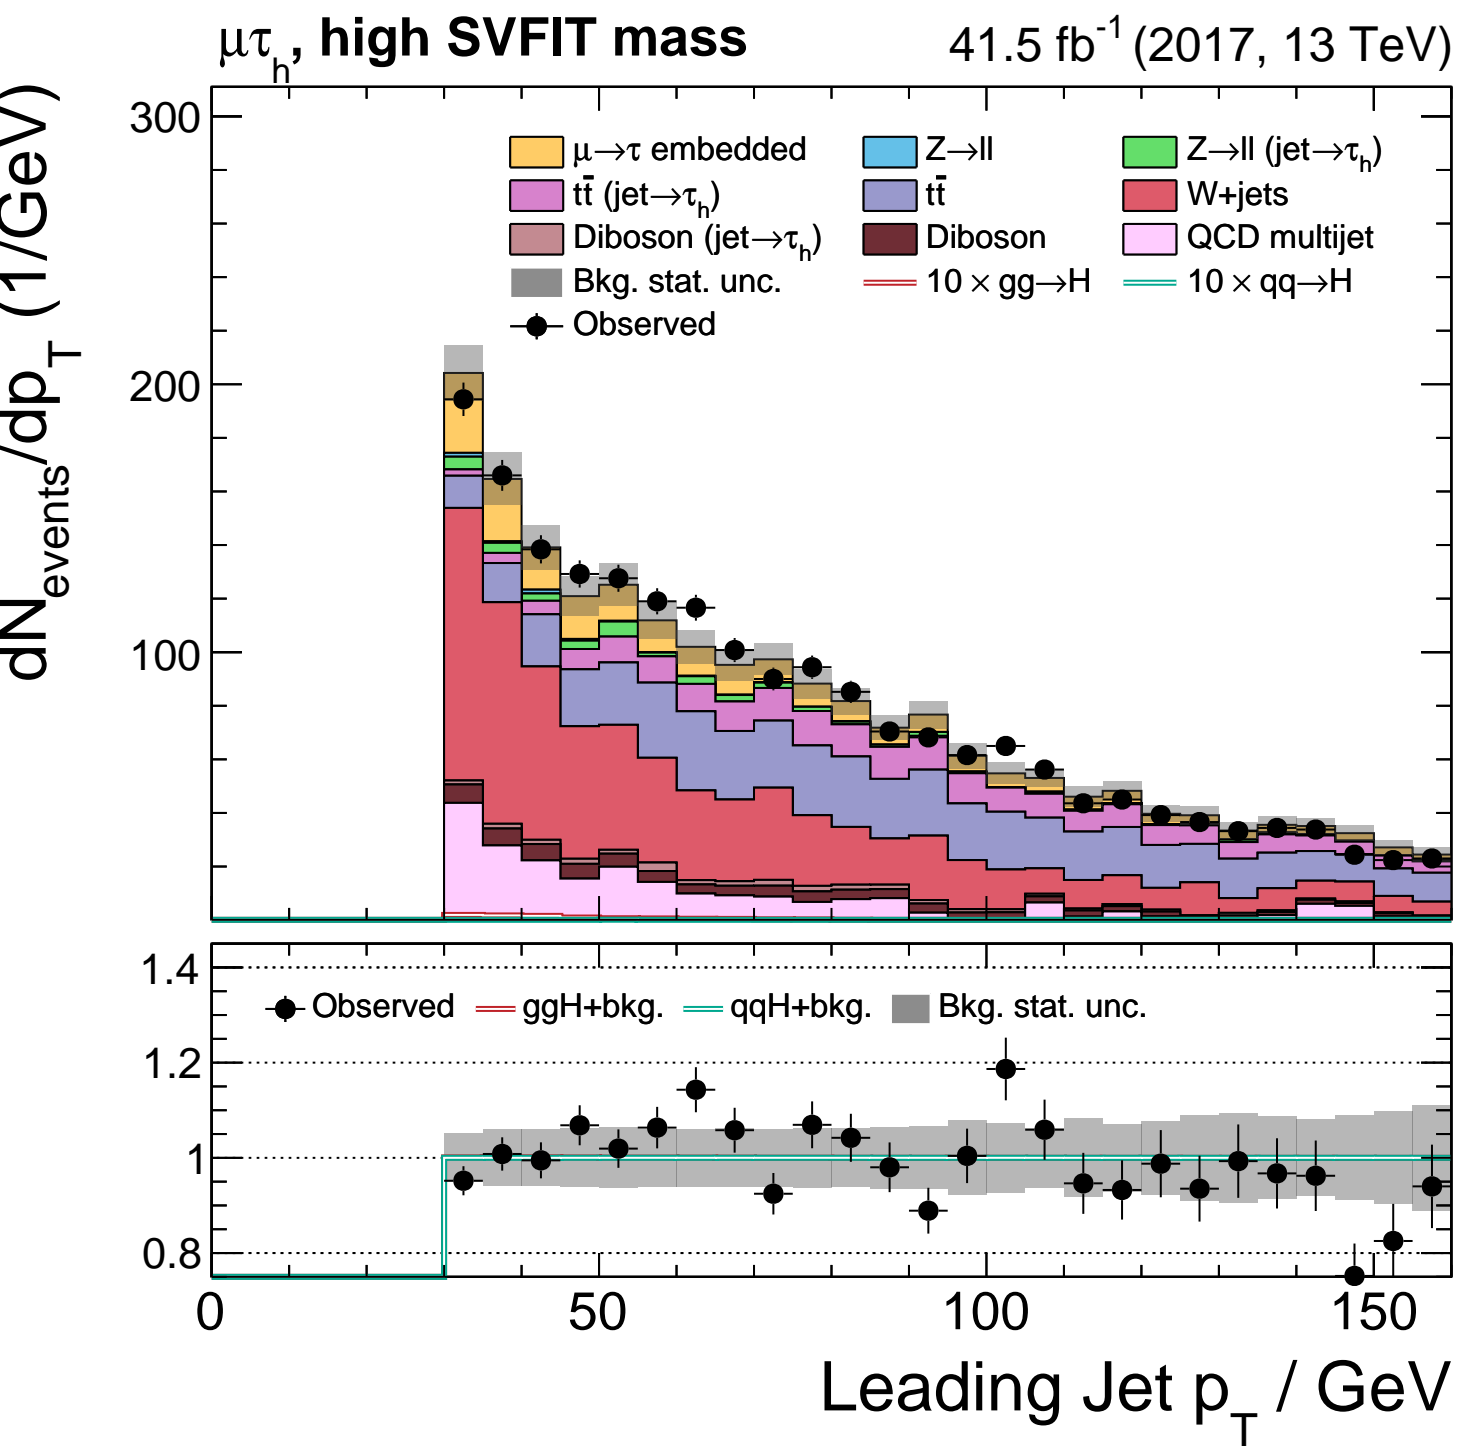 μτh, high SVFIT mass
41.5 fb-1 (2017, 13 TeV)
dNevents/dpT (1/GeV)
300
200
100
μ→τ embedded
Z→ll
Z→ll (jet→τh)
tt̄ (jet→τh)
tt̄
W+jets
Diboson (jet→τh)
Diboson
QCD multijet
Bkg. stat. unc.
10 × gg→H
10 × qq→H
Observed
1.4
1.2
1
0.8
Observed
ggH+bkg.
qqH+bkg.
Bkg. stat. unc.
0
50
100
150
Leading Jet pT / GeV